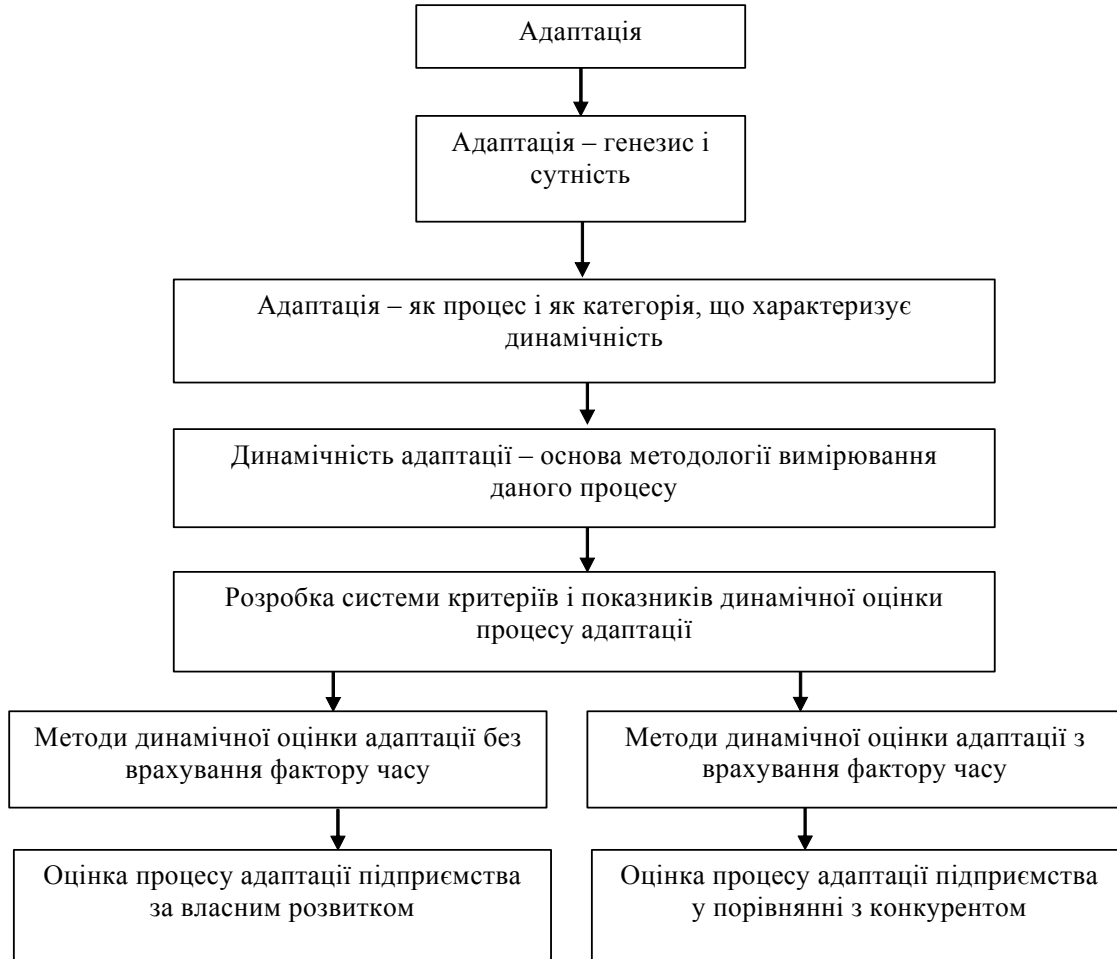 Адаптація
Адаптація – генезис і
сутність
Адаптація – як процес і як категорія, що характеризує
динамічність
Динамічність адаптації – основа методології вимірювання
даного процесу
Розробка системи критеріїв і показників динамічної оцінки
процесу адаптації
Методи динамічної оцінки адаптації без
врахування фактору часу
Методи динамічної оцінки адаптації з
врахування фактору часу
Оцінка процесу адаптації підприємства
за власним розвитком
Оцінка процесу адаптації підприємства
у порівнянні з конкурентом